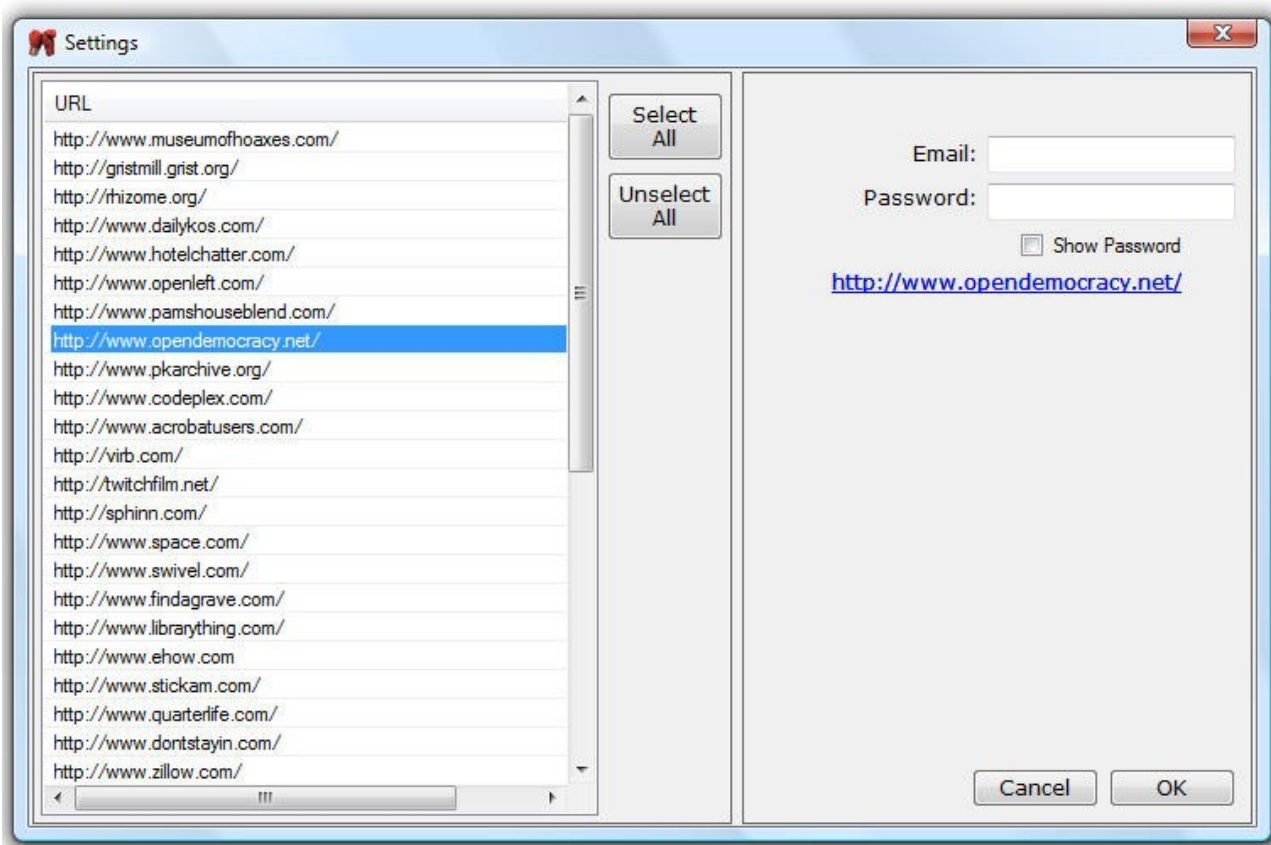 Settings
X
URL
http://www.museumofhoaxes.com/
http://gristmill.grist.org/
http://rhizome.org/
http://www.dailykos.com/
http://www.hotelchatter.com/
http://www.openleft.com/
http://www.pamshouseblend.com/
http://www.opendemocracy.net/
http://www.pkarchive.org/
http://www.codeplex.com/
http://www.acrobatusers.com/
http://virb.com/
http://twitchfilm.net/
http://sphinn.com/
http://www.space.com/
http://www.swivel.com/
http://www.findagrave.com/
http://www.librarything.com/
http://www.ehow.com
http://www.stickam.com/
http://www.quarterlife.com/
http://www.dontstayin.com/
http://www.zillow.com/
Select
All
Unselect
All
Email:
Password:
Show Password
http://www.opendemocracy.net/
Cancel
OK